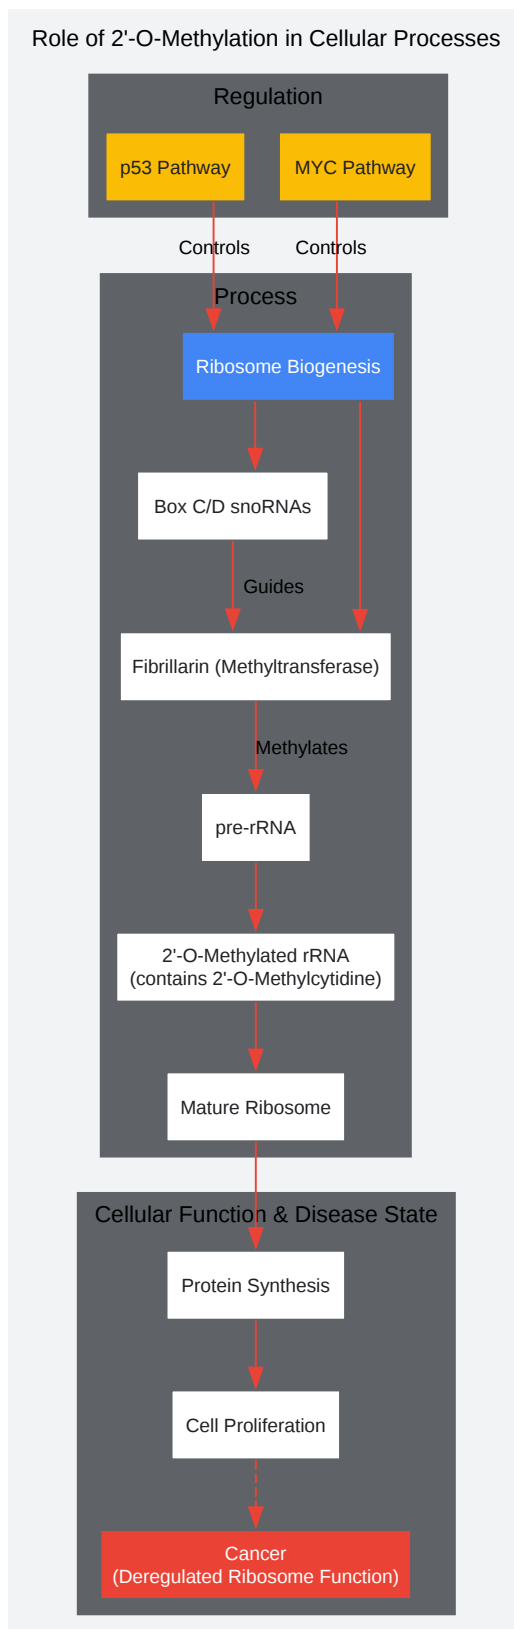 Role of 2'-O-Methylation in Cellular Processes
Regulation
p53 Pathway
MYC Pathway
Controls
Controls
Process
Ribosome Biogenesis
Box C/D snoRNAs
Guides
Fibrillarin (Methyltransferase)
Methylates
pre-rRNA
2'-O-Methylated rRNA
(contains 2'-O-Methylcytidine)
Mature Ribosome
Cellular Function & Disease State
Protein Synthesis
Cell Proliferation
Cancer
(Deregulated Ribosome Function)